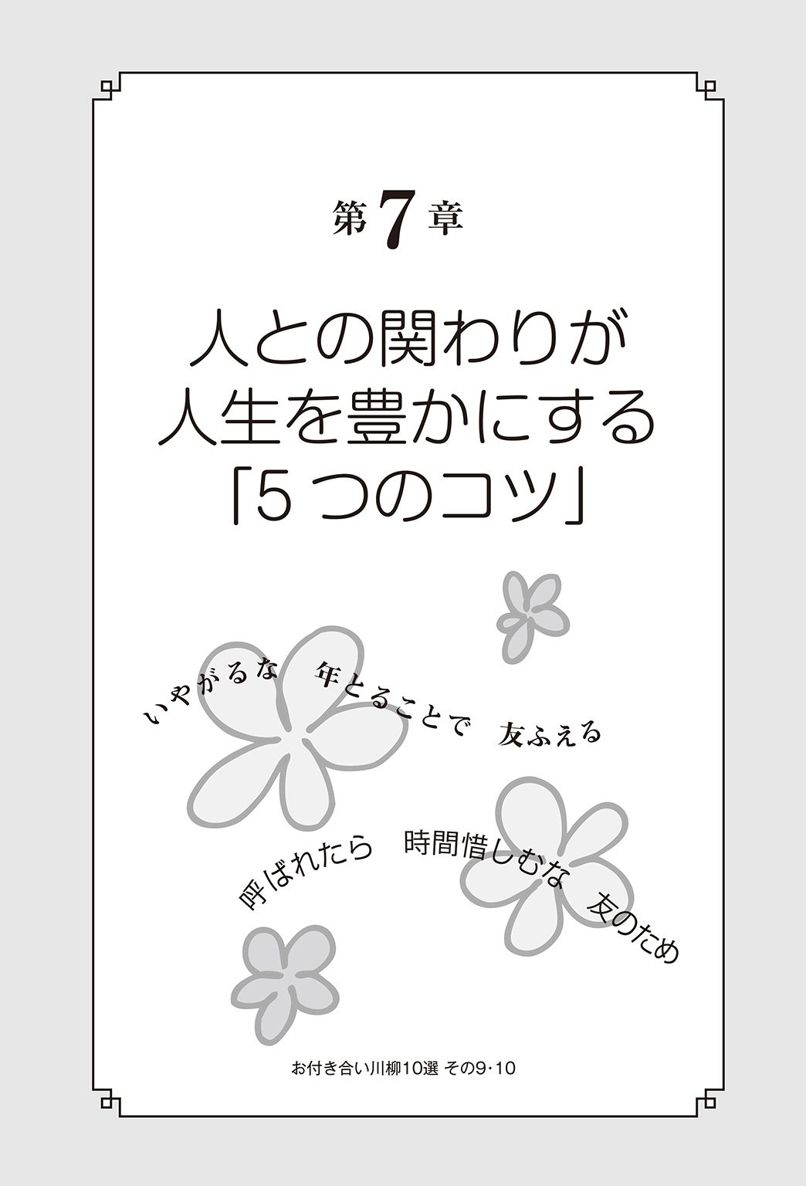 第7章
人との関わりが
人生を豊かにする
「5つのコツ」
いやがるな　年とることで　友ふえる
呼ばれたら　時間惜しむな　友のため
お付き合い川柳10選 その9・10